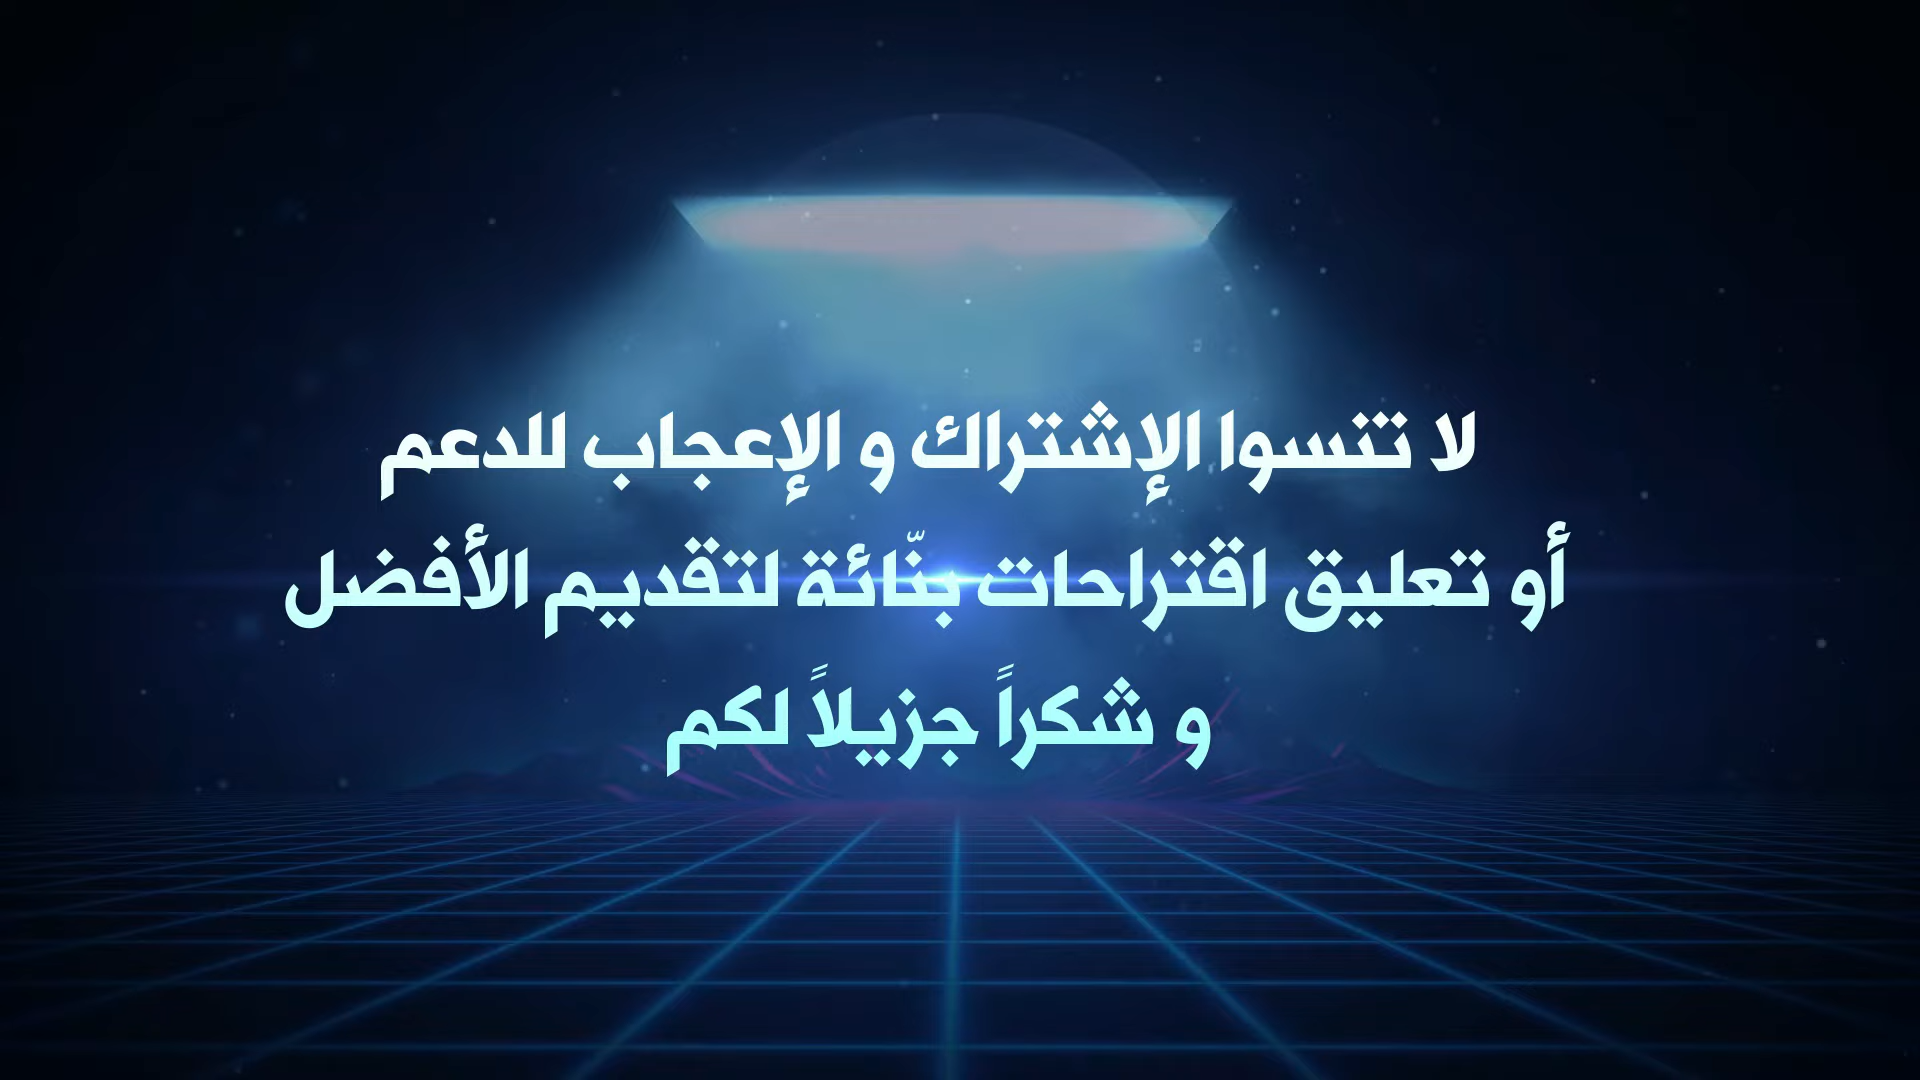 لا تنسوا الإشتراك و الإعجاب للدعم
أو تعليق اقتراحات بنّائة لتقديم الأفضل
و شكراً جزيلاً لكم